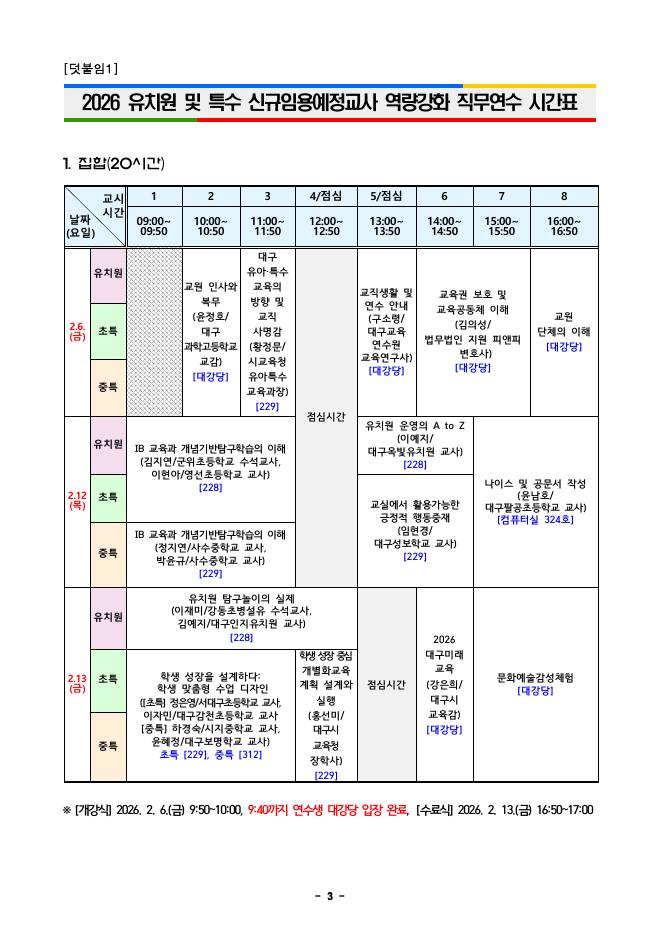 [덧붙임1]
2026 유치원 및 특수 신규임용예정교사 역량강화 직무연수 시간표
1. 집합(20시간)
교시
시간
날짜
(요일)
1
2
3
4/점심
5/점심
6
7
8
09:00~
09:50
10:00~
10:50
11:00~
11:50
12:00~
12:50
13:00~
13:50
14:00~
14:50
15:00~
15:50
16:00~
16:50
2.6.
(금)
유치원
초특
중특
교원 인사와
복무
(윤정호/
대구
과학고등학교
교감)
[대강당]
대구
유아·특수
교육의
방향 및
교직
사명감
(황정문/
시교육청
유아특수
교육과장)
[229]
점심시간
교직생활 및
연수 안내
(구소령/
대구교육
연수원
교육연구사)
[대강당]
교육권 보호 및
교육공동체 이해
(김의성/
법무법인 지원 피앤피
변호사)
[대강당]
교원
단체의 이해
[대강당]
2.12
(목)
유치원
초특
중특
IB 교육과 개념기반탐구학습의 이해
(김지연/군위초등학교 수석교사,
이현아/영선초등학교 교사)
[228]
IB 교육과 개념기반탐구학습의 이해
(정지연/사수중학교 교사,
박윤규/사수중학교 교사)
[229]
유치원 운영의 A to Z
(이예지/
대구옥빛유치원 교사)
[228]
교실에서 활용가능한
긍정적 행동중재
(임현경/
대구성보학교 교사)
[229]
나이스 및 공문서 작성
(윤남호/
대구팔공초등학교 교사)
[컴퓨터실 324호]
2.13
(금)
유치원
초특
중특
유치원 탐구놀이의 실제
(이재미/강동초병설유 수석교사,
김예지/대구인지유치원 교사)
[228]
학생 성장을 설계하다:
학생 맞춤형 수업 디자인
([초특] 정은영/서대구초등학교 교사,
이자민/대구감천초등학교 교사
[중특] 하경숙/시지중학교 교사,
윤혜정/대구보명학교 교사)
초특 [229], 중특 [312]
학생 성장 중심
개별화교육
계획 설계와
실행
(홍선미/
대구시
교육청
장학사)
[229]
점심시간
2026
대구미래
교육
(강은희/
대구시
교육감)
[대강당]
문화예술감성체험
[대강당]
※ [개강식] 2026. 2. 6.(금) 9:50~10:00, 9:40까지 연수생 대강당 입장 완료, [수료식] 2026. 2. 13.(금) 16:50~17:00
- 3 -